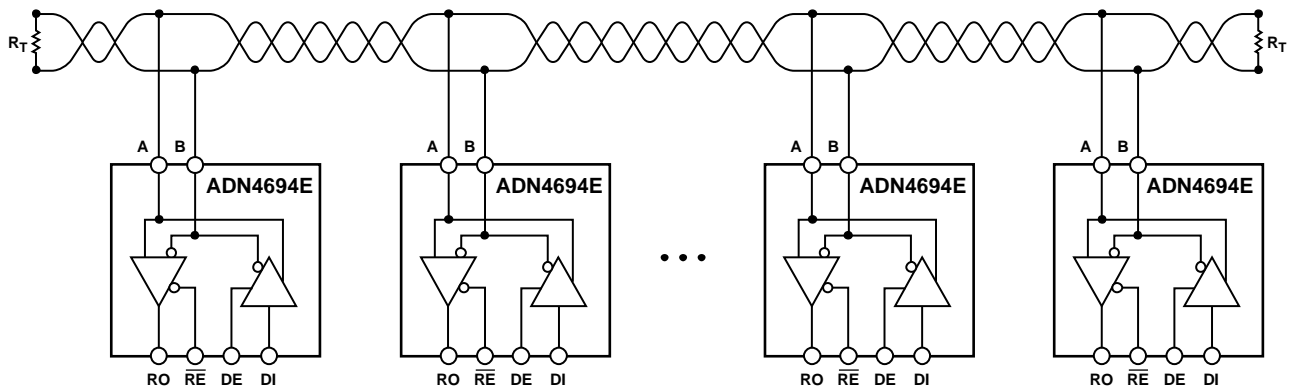 RT RT
A B A B A B A B
ADN4694E ADN4694E ADN4694E ADN4694E
•••
RO RE DE DI RO RE DE DI RO RE DE DI RO RE DE DI